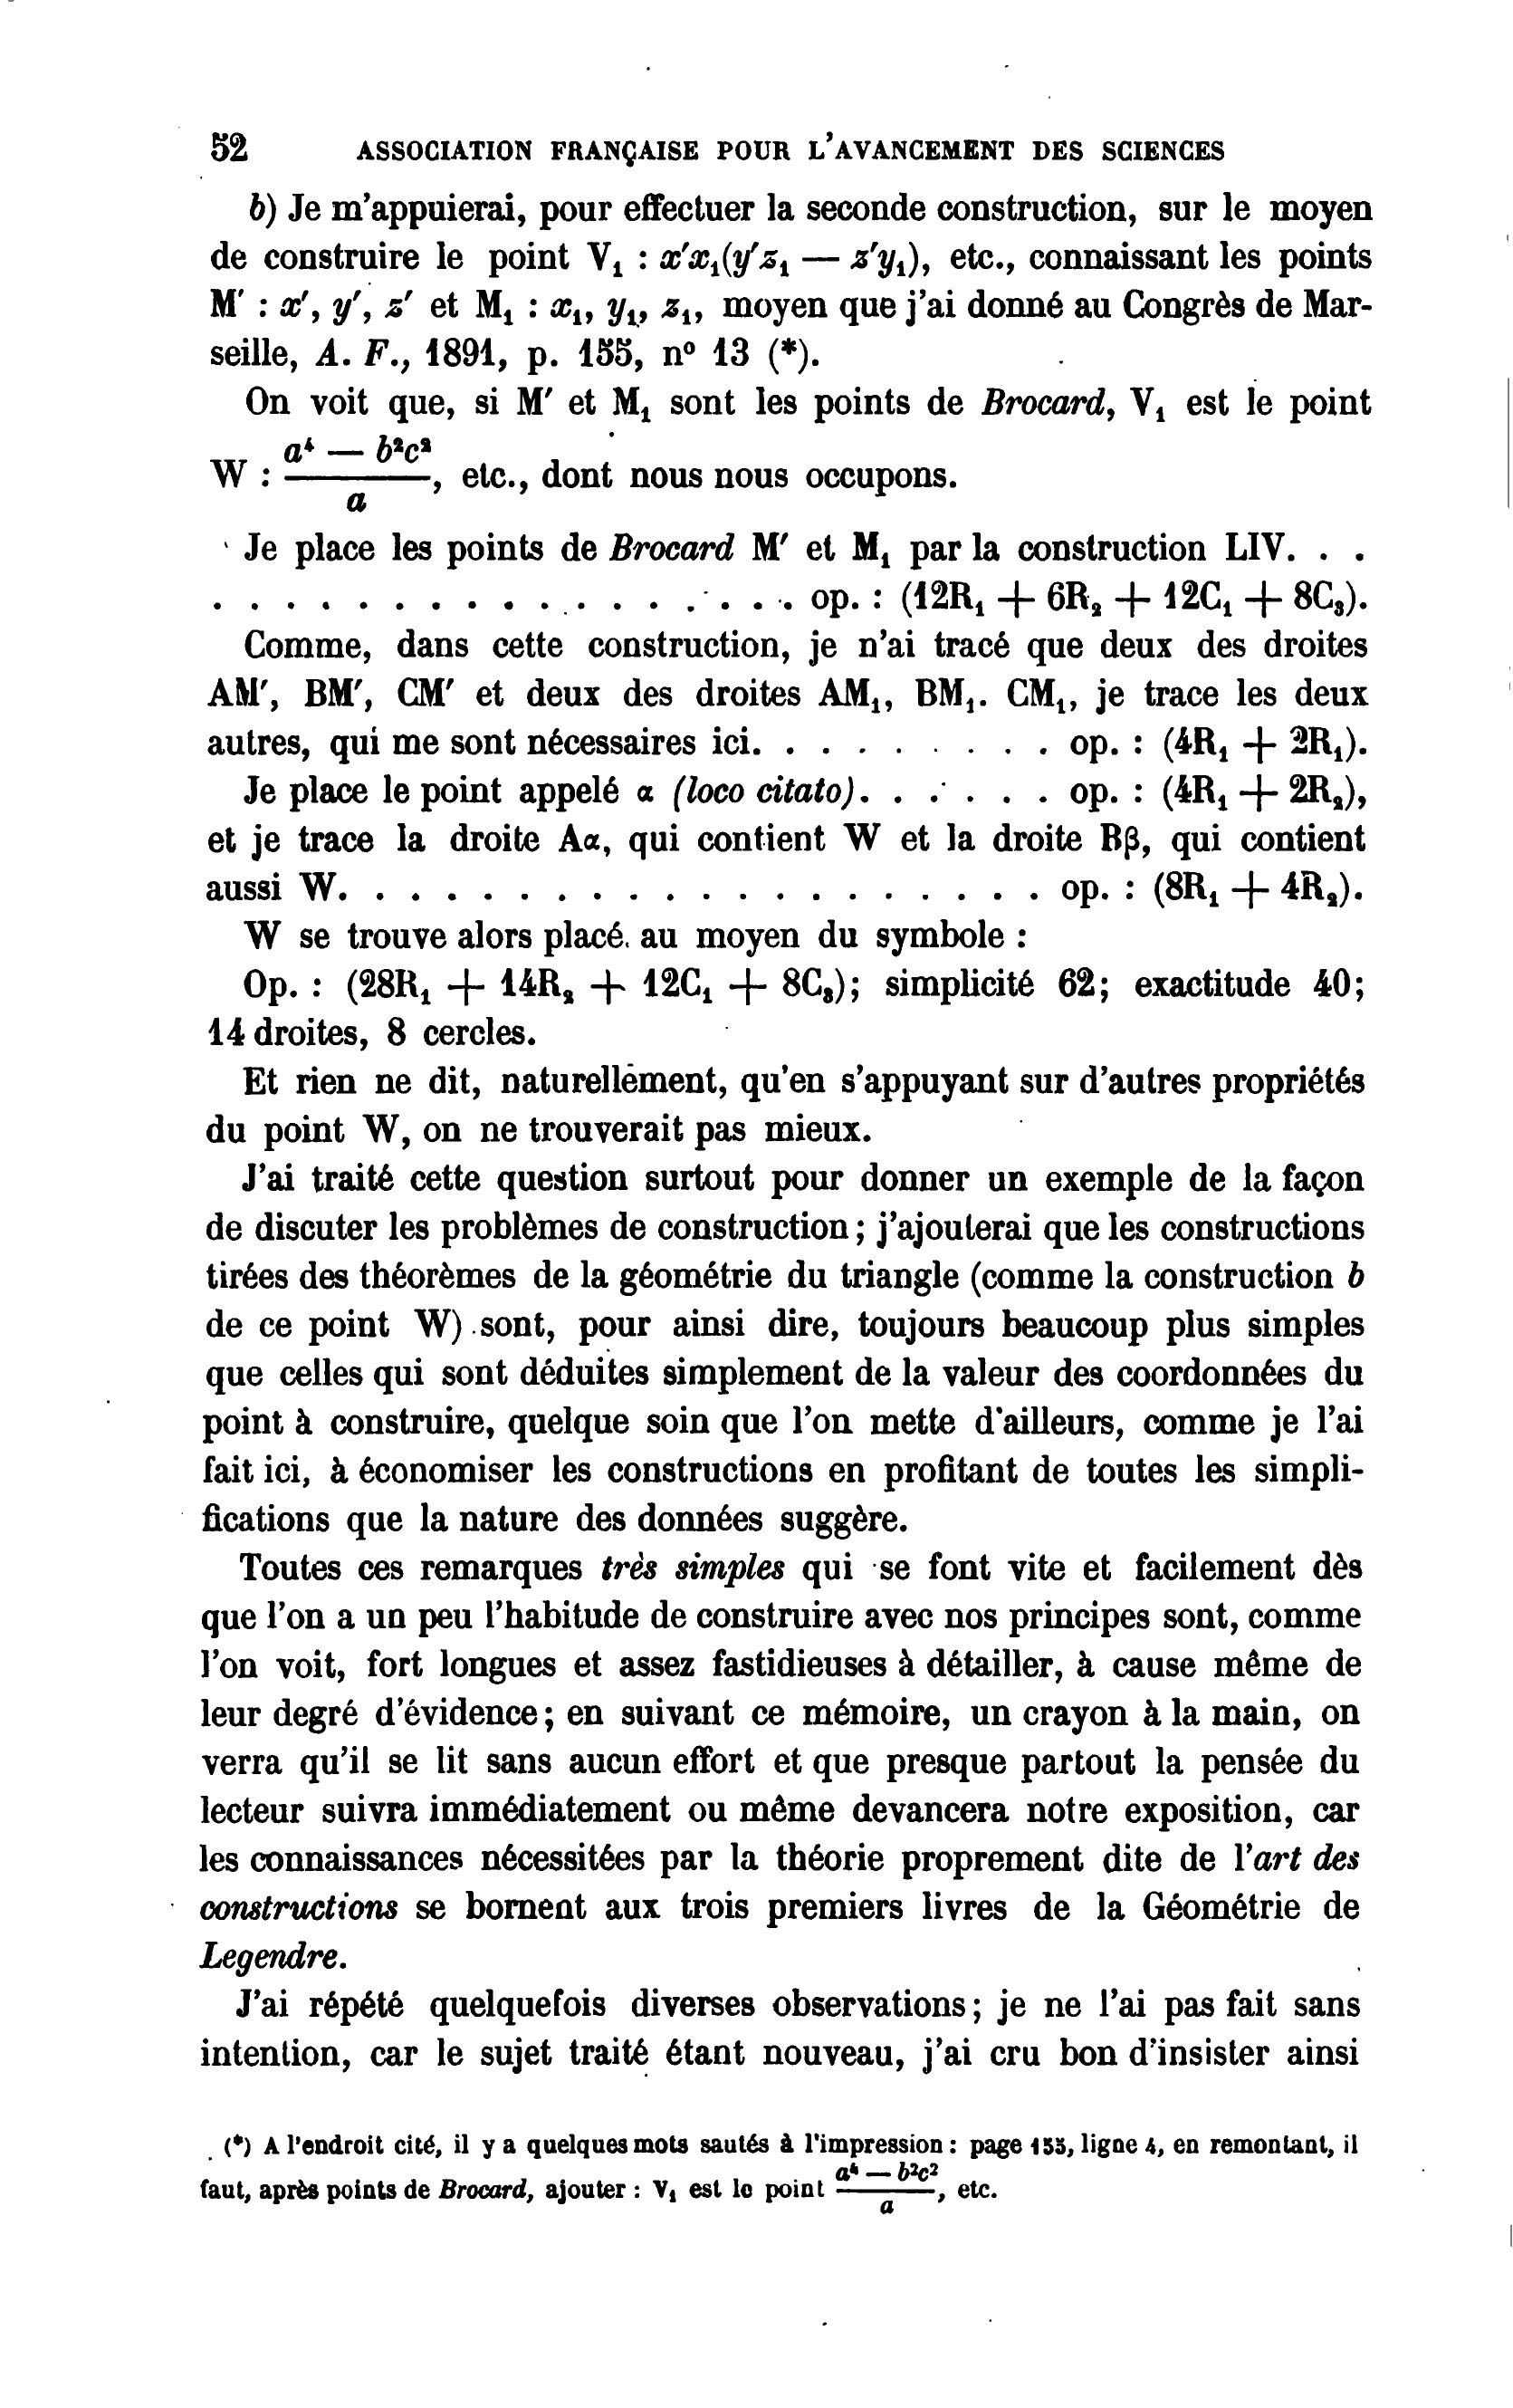 52 ASSOCIATION FRANÇAISE POUR L'AVANCEMENT DES SCIENCES
b) Je m'appuierai, pour effectuer la seconde construction, sur le moyen
de construire le point V₁ : x'x₁(y'z₁ — z'y₁), etc., connaissant les points
M' : x', y', z' et M₁ : x₁, y₁, z₁, moyen que j'ai donné au Congrès de Mar-
seille, A. F., 1891, p. 155, n° 13 (*).
On voit que, si M' et M₁ sont les points de Brocard, V₁ est le point
W : (a⁴ — b²c²)/a, etc., dont nous nous occupons.
Je place les points de Brocard M' et M₁ par la construction LIV. . .
. . . . . . . . . . . . . . . . . op. : (12R₁ + 6R₂ + 12C₁ + 8C₃).
Comme, dans cette construction, je n'ai tracé que deux des droites
AM', BM', CM' et deux des droites AM₁, BM₁. CM₁, je trace les deux
autres, qui me sont nécessaires ici. . . . . . . . . op. : (4R₁ + 2R₁).
Je place le point appelé α (loco citato). . . . . . op. : (4R₁ + 2R₂),
et je trace la droite Aα, qui contient W et la droite Bβ, qui contient
aussi W. . . . . . . . . . . . . . . . . . . . op. : (8R₁ + 4R₂).
W se trouve alors placé au moyen du symbole :
Op. : (28R₁ + 14R₂ + 12C₁ + 8C₃); simplicité 62; exactitude 40;
14 droites, 8 cercles.
Et rien ne dit, naturellement, qu'en s'appuyant sur d'autres propriétés
du point W, on ne trouverait pas mieux.
J'ai traité cette question surtout pour donner un exemple de la façon
de discuter les problèmes de construction; j'ajouterai que les constructions
tirées des théorèmes de la géométrie du triangle (comme la construction b
de ce point W) sont, pour ainsi dire, toujours beaucoup plus simples
que celles qui sont déduites simplement de la valeur des coordonnées du
point à construire, quelque soin que l'on mette d'ailleurs, comme je l'ai
fait ici, à économiser les constructions en profitant de toutes les simpli-
fications que la nature des données suggère.
Toutes ces remarques très simples qui se font vite et facilement dès
que l'on a un peu l'habitude de construire avec nos principes sont, comme
l'on voit, fort longues et assez fastidieuses à détailler, à cause même de
leur degré d'évidence; en suivant ce mémoire, un crayon à la main, on
verra qu'il se lit sans aucun effort et que presque partout la pensée du
lecteur suivra immédiatement ou même devancera notre exposition, car
les connaissances nécessitées par la théorie proprement dite de l'art des
constructions se bornent aux trois premiers livres de la Géométrie de
Legendre.
J'ai répété quelquefois diverses observations; je ne l'ai pas fait sans
intention, car le sujet traité étant nouveau, j'ai cru bon d'insister ainsi
(*) A l'endroit cité, il y a quelques mots sautés à l'impression : page 155, ligne 4, en remontant, il
faut, après points de Brocard, ajouter : V₁ est le point (a⁴ — b²c²)/a, etc.